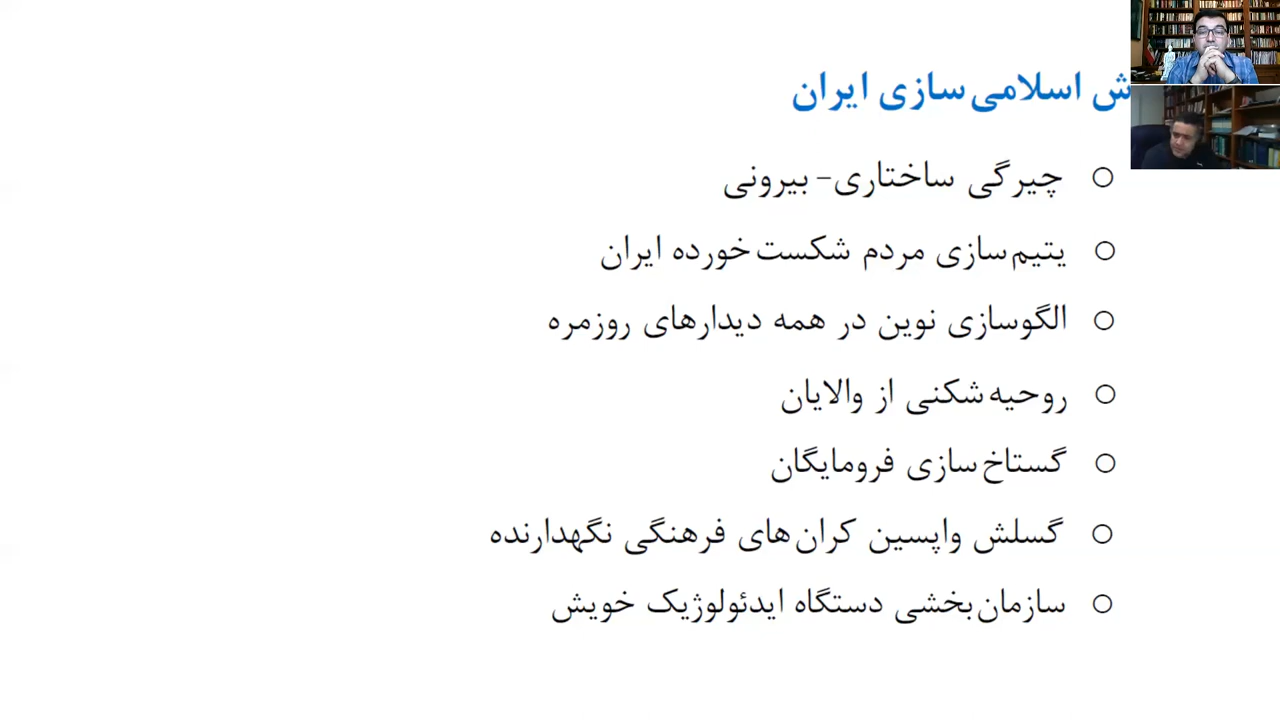 ش اسلامی‌سازی ایران
چیرگی ساختاری- بیرونی
یتیم‌سازی مردم شکست‌خورده ایران
الگوسازی نوین در همه دیدارهای روزمره
روحیه‌شکنی از والایان
گستاخ‌سازی فرومایگان
گسلش واپسین کران‌های فرهنگی نگهدارنده
سازمان‌بخشی دستگاه ایدئولوژیک خویش